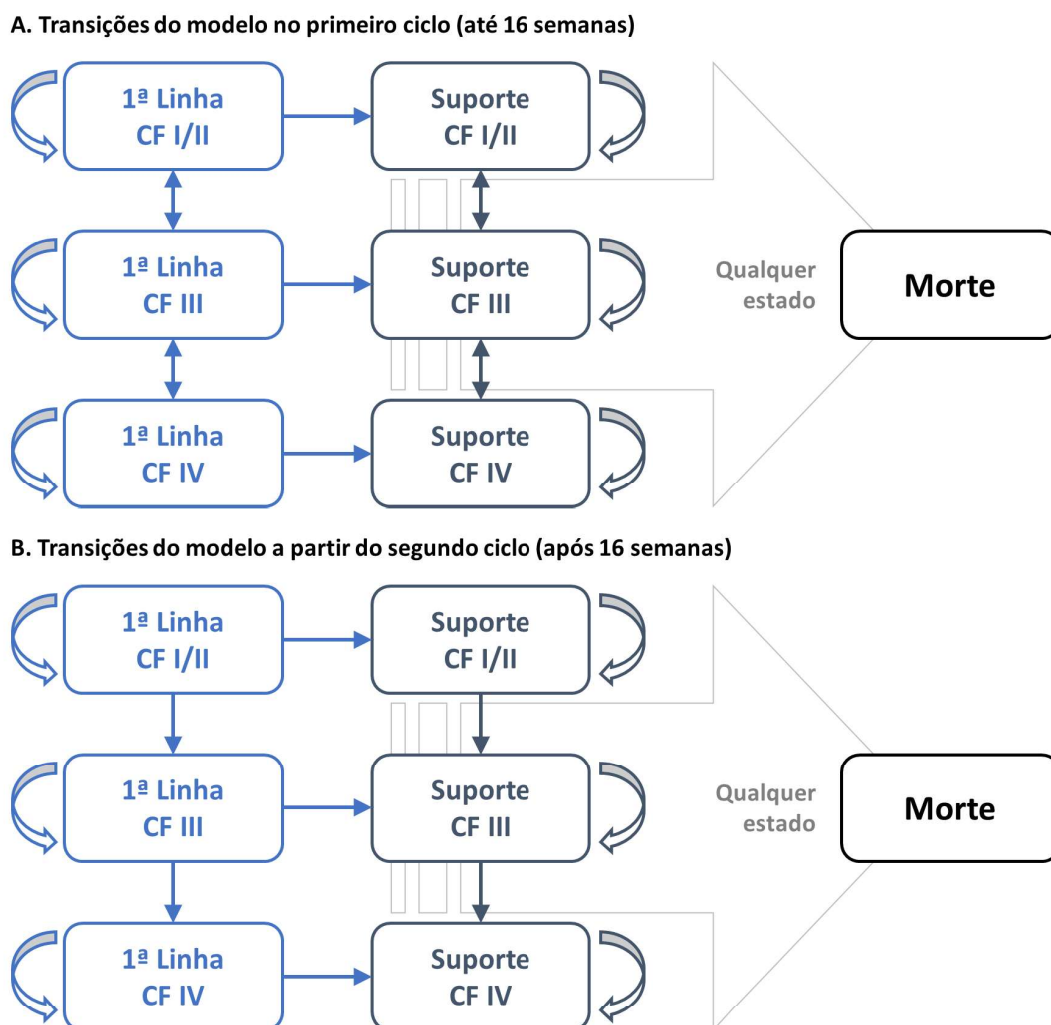 A. Transições do modelo no primeiro ciclo (até 16 semanas)
1ª Linha
CF I/II
Suporte
CF I/II
1ª Linha
CF III
Suporte
CF III
Qualquer
estado
Morte
1ª Linha
CF IV
Suporte
CF IV
B. Transições do modelo a partir do segundo ciclo (após 16 semanas)
1ª Linha
CF I/II
Suporte
CF I/II
1ª Linha
CF III
Suporte
CF III
Qualquer
estado
Morte
1ª Linha
CF IV
Suporte
CF IV